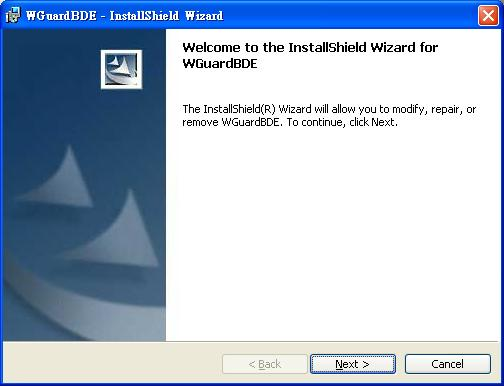 WGuardBDE - InstallShield Wizard
Welcome to the InstallShield Wizard for
WGuardBDE
The InstallShield(R) Wizard will allow you to modify, repair, or
remove WGuardBDE. To continue, click Next.
< Back
Next >
Cancel